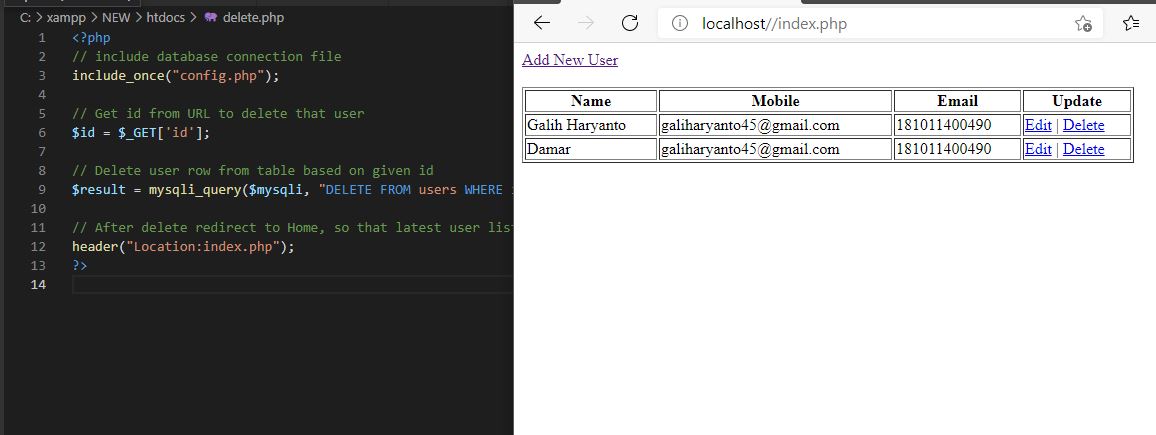 C: > xampp > NEW > htdocs > delete.php
1 <?php
2 // include database connection file
3 include_once("config.php");
4
5 // Get id from URL to delete that user
6 $id = $_GET['id'];
7
8 // Delete user row from table based on given id
9 $result = mysqli_query($mysqli, "DELETE FROM users WHERE
10
11 // After delete redirect to Home, so that latest user list
12 header("Location:index.php");
13 ?>
14
localhost//index.php
Add New User
Name Mobile Email Update
Galih Haryanto galiharyanto45@gmail.com 181011400490 Edit | Delete
Damar galiharyanto45@gmail.com 181011400490 Edit | Delete